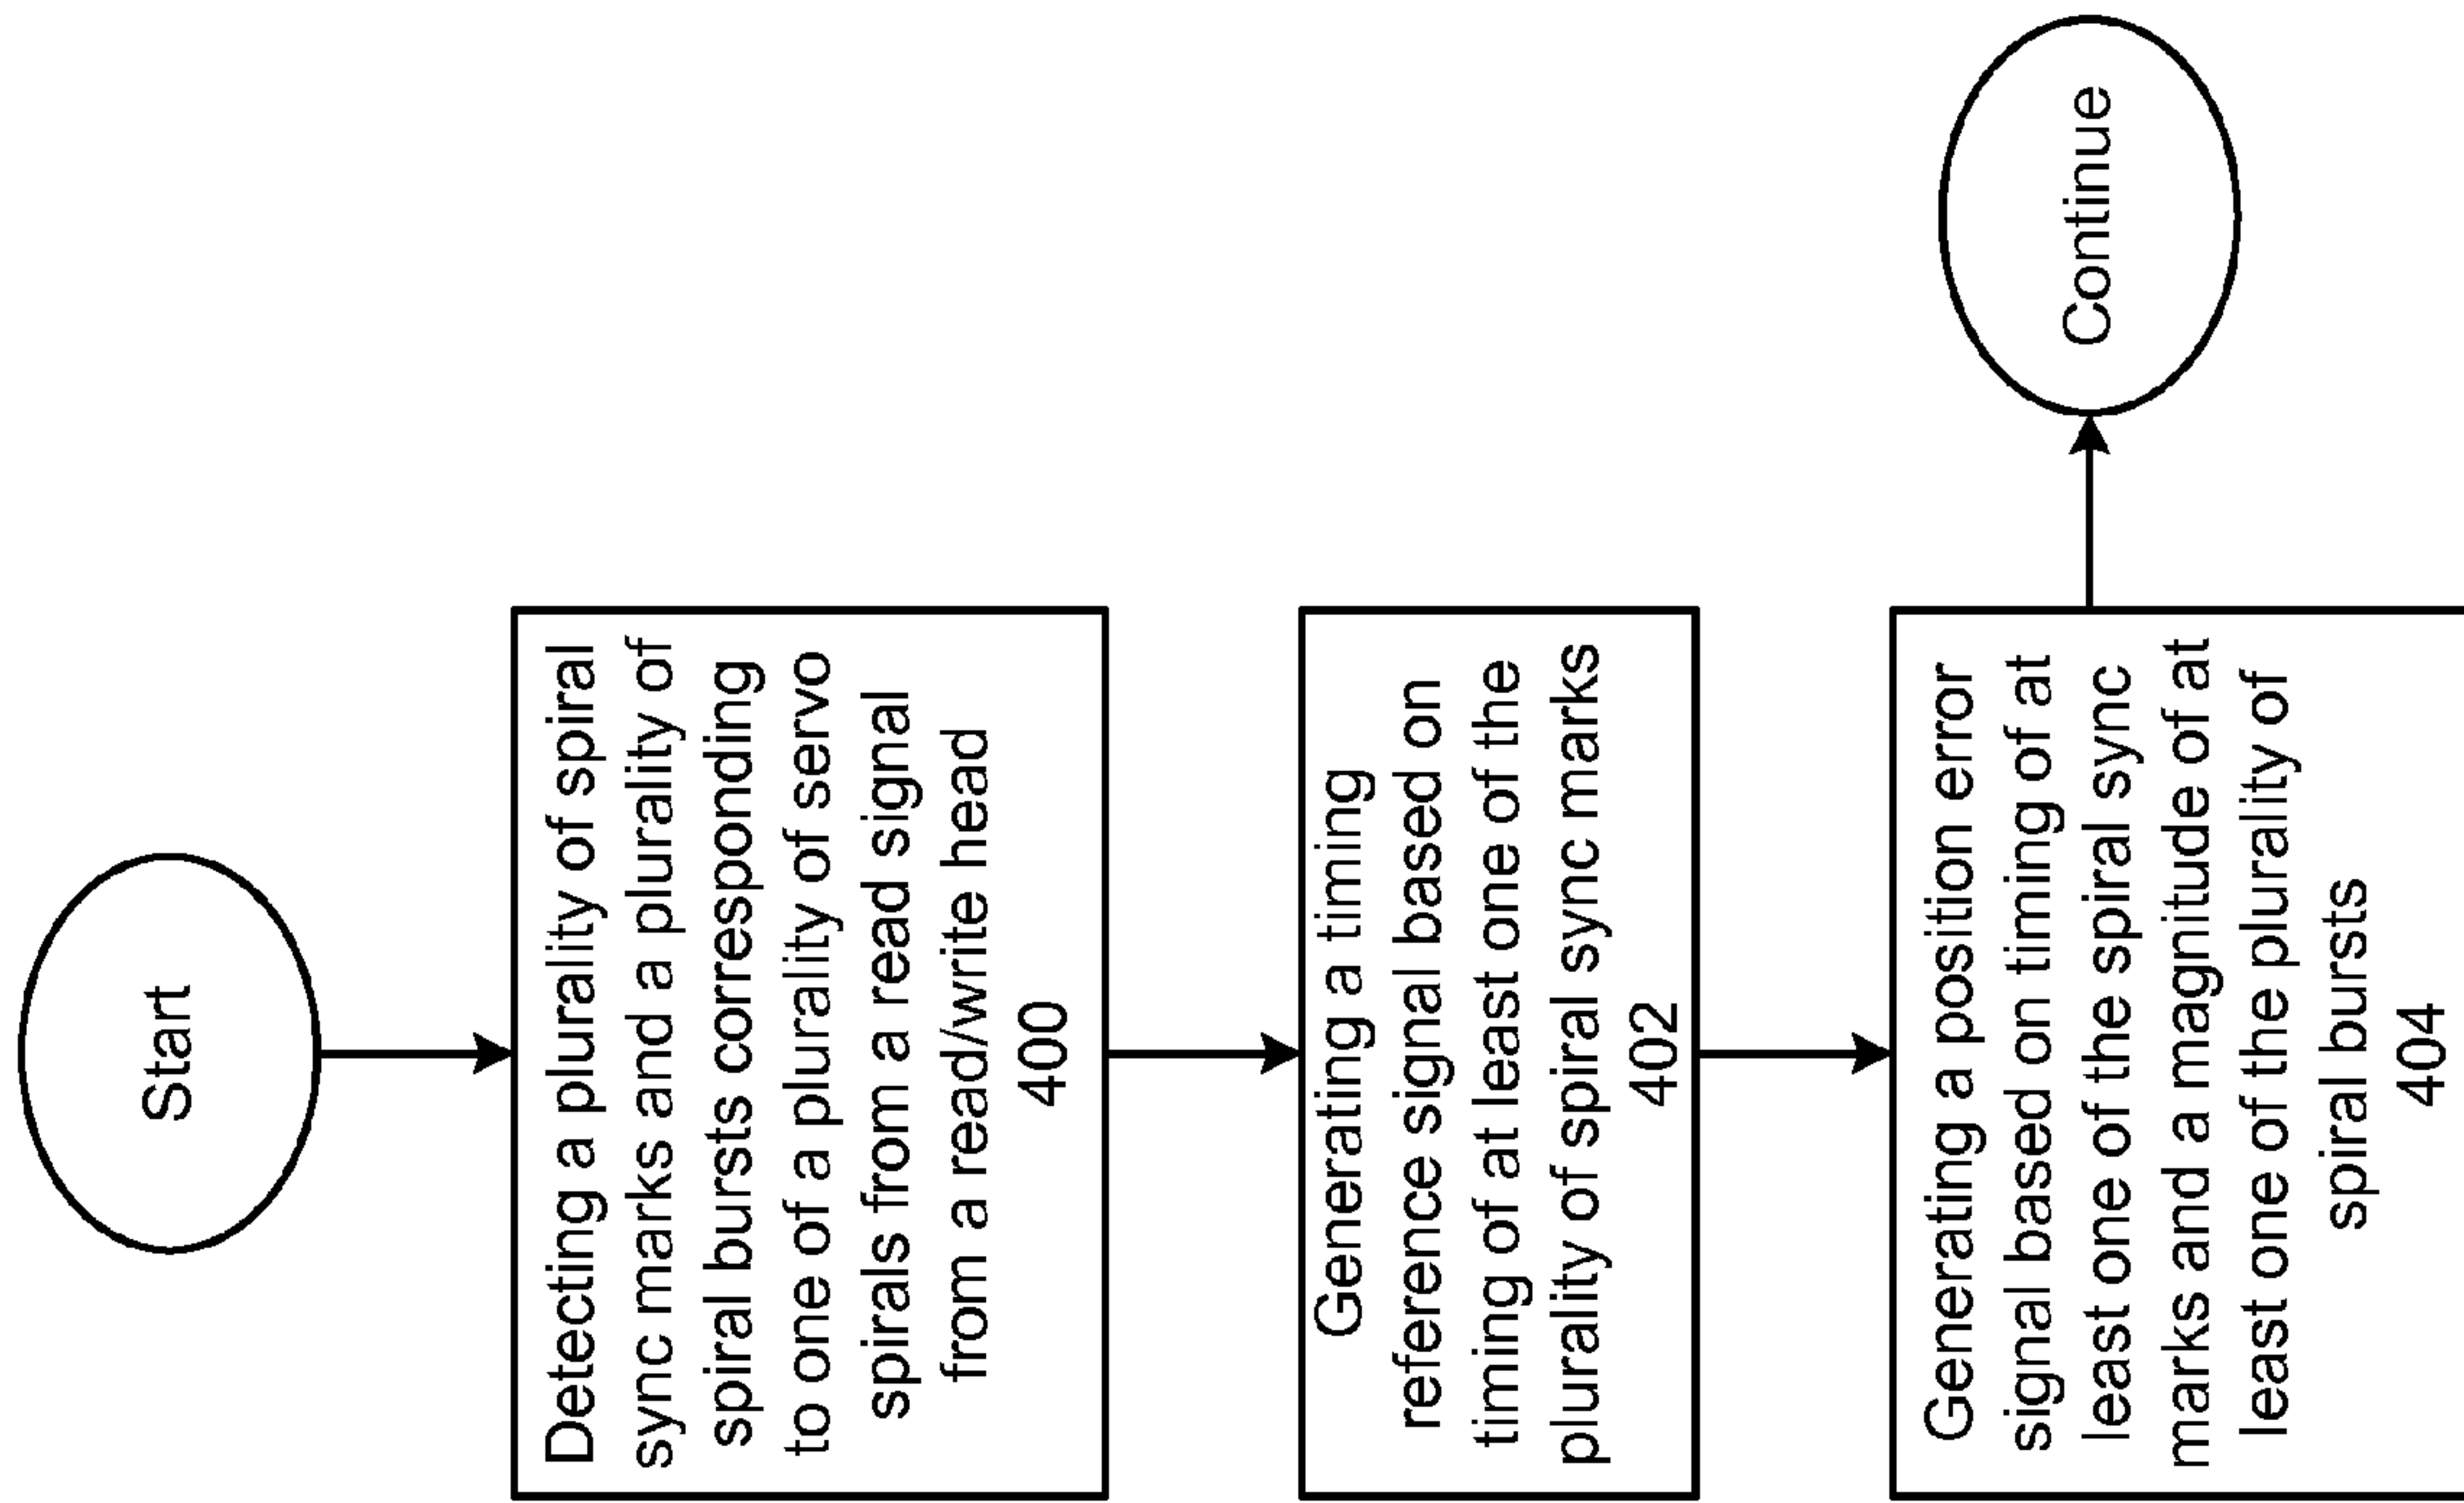 Start
Detecting a plurality of spiral
sync marks and a plurality of
spiral bursts corresponding
to one of a plurality of servo
spirals from a read signal
from a read/write head
400
Generating a timing
reference signal based on
timing of at least one of the
plurality of spiral sync marks
402
Generating a position error
signal based on timing of at
least one of the spiral sync
marks and a magnitude of at
least one of the plurality of
spiral bursts
404
Continue